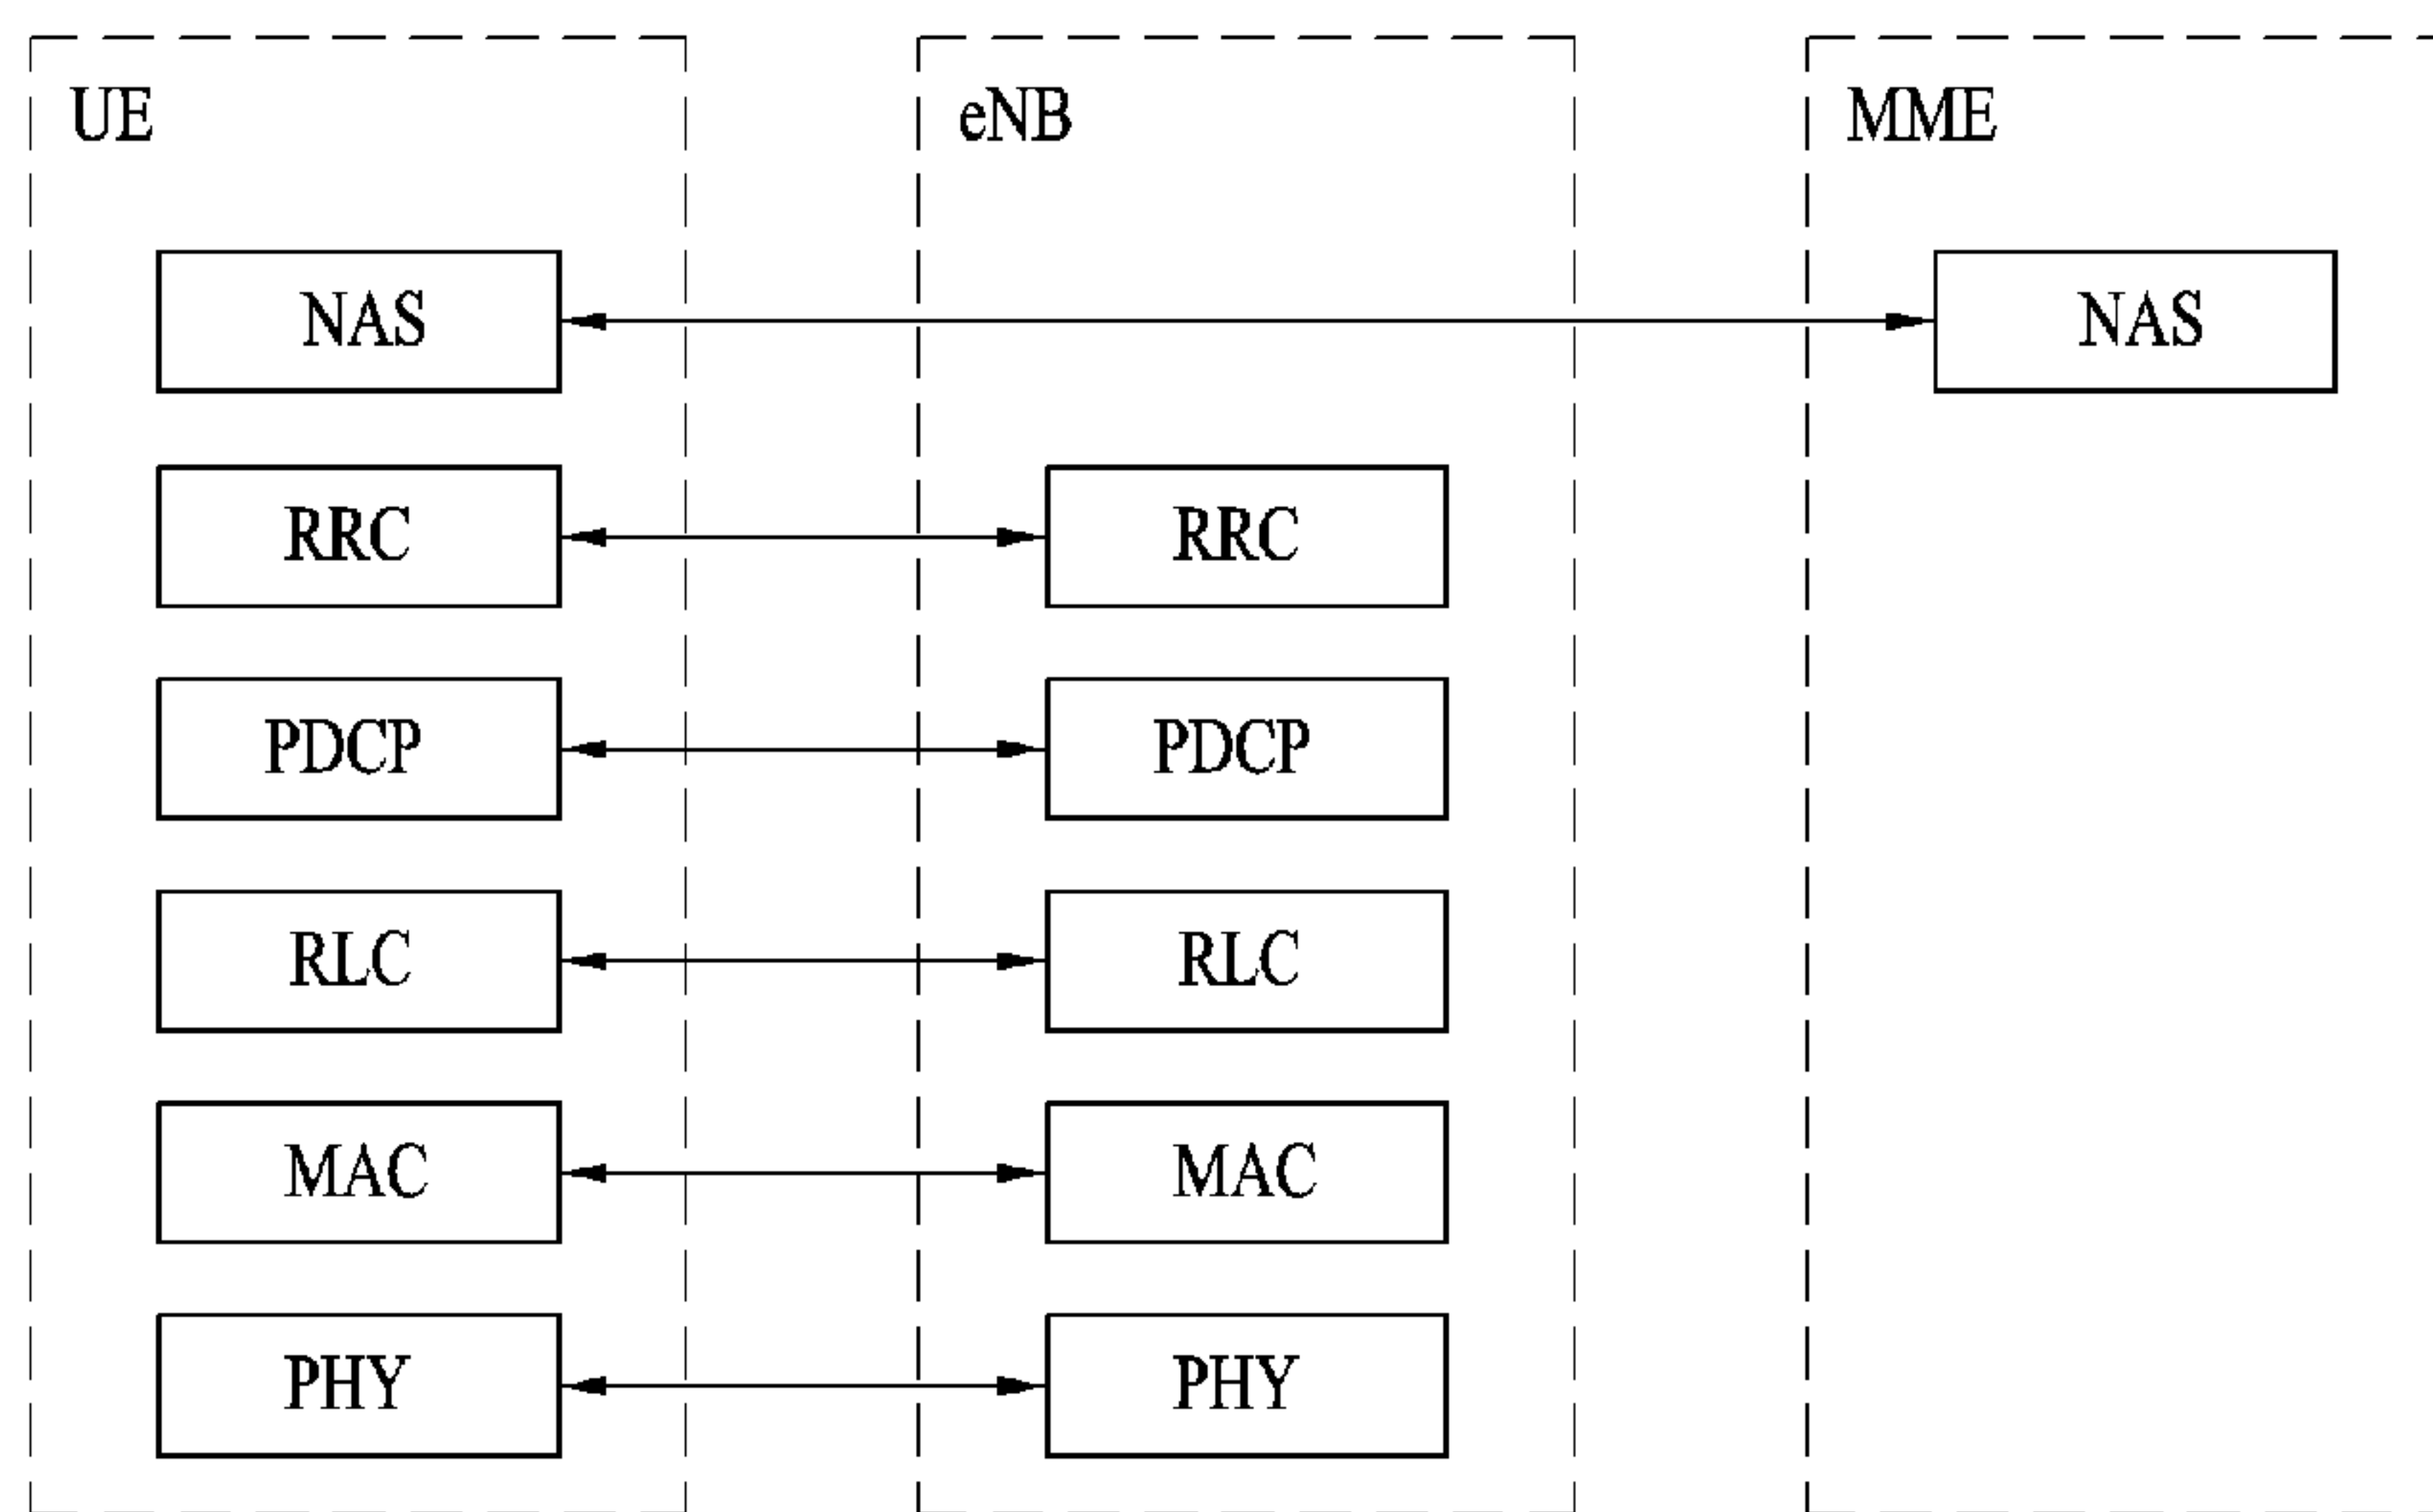 UE eNB MME
NAS NAS
RRC RRC
PDCP PDCP
RLC RLC
MAC MAC
PHY PHY